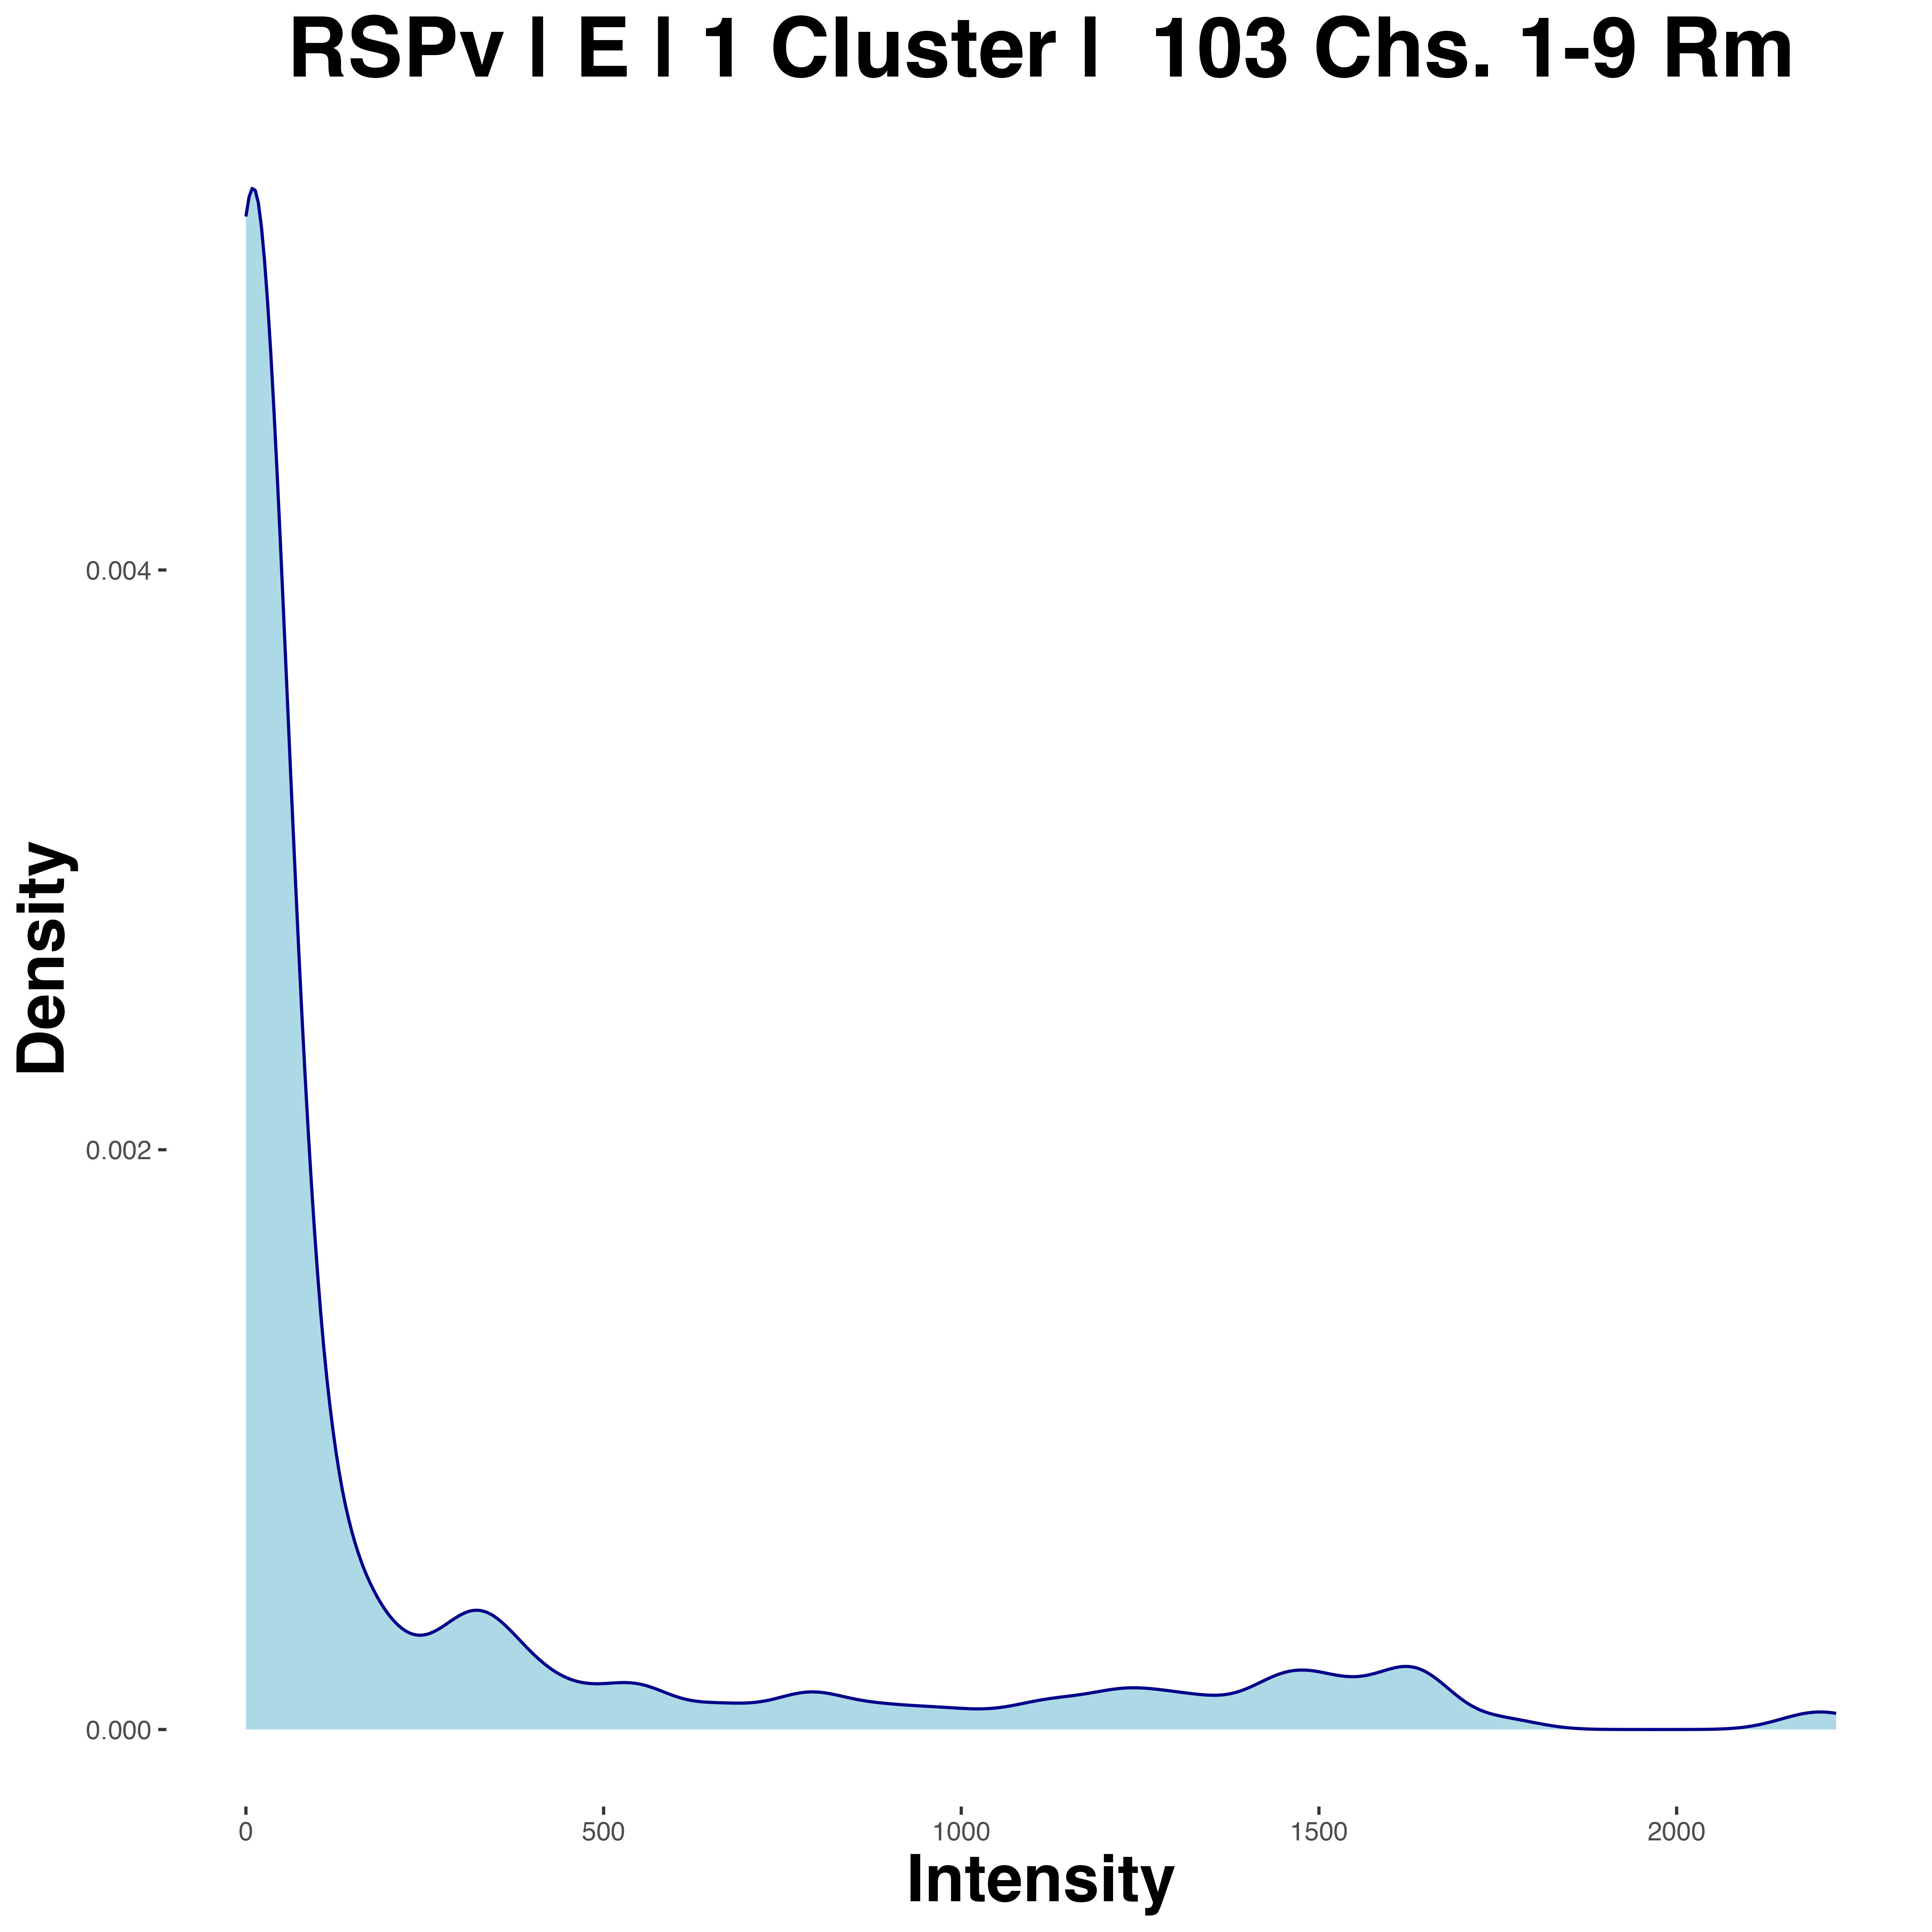 RSPv | E | 1 Cluster |   103 Chs. 1-9 Rm
Density
0.004
0.002
0.000
0 500 1000 1500 2000
Intensity